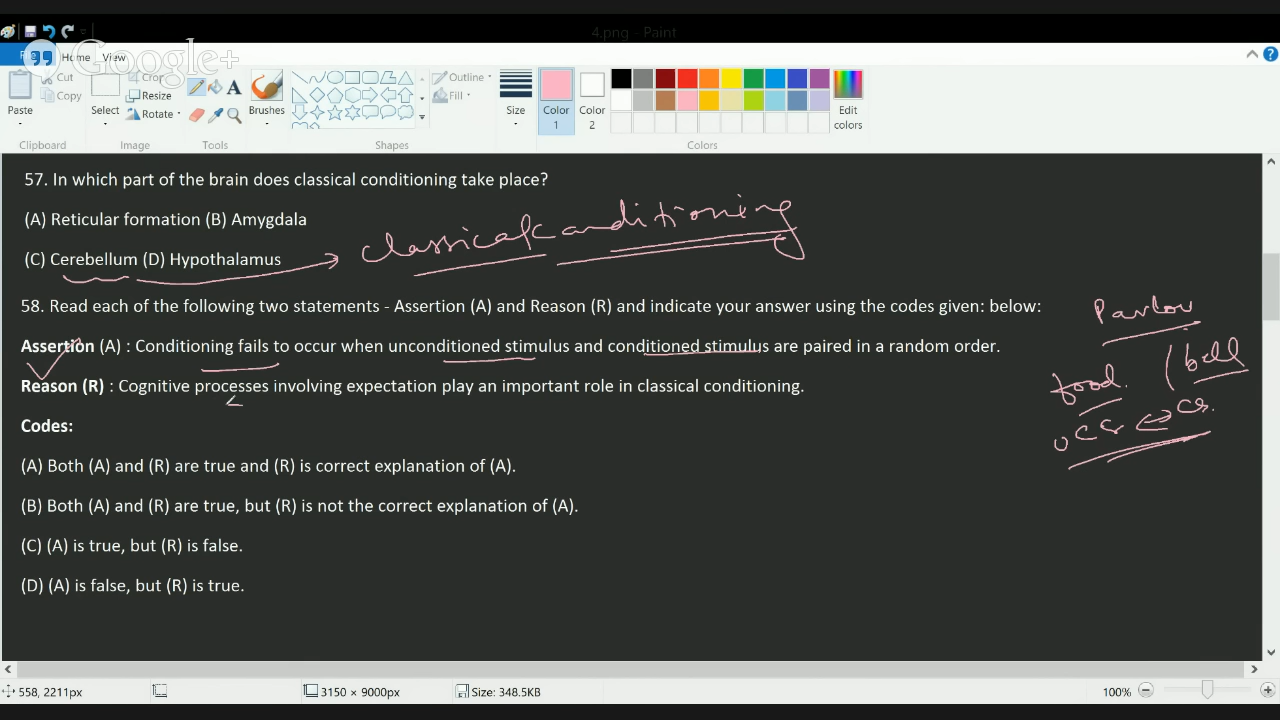 4.png - Paint
Google+
File Home View
Cut
Copy
Paste
Clipboard
Crop
Resize
Rotate
Select
Image
Tools
Brushes
Outline
Fill
Shapes
Size
Color 1
Color 2
Edit colors
Colors
57. In which part of the brain does classical conditioning take place?
(A) Reticular formation (B) Amygdala
(C) Cerebellum (D) Hypothalamus
classical conditioning
58. Read each of the following two statements - Assertion (A) and Reason (R) and indicate your answer using the codes given: below:
Pavlov
Assertion (A) : Conditioning fails to occur when unconditioned stimulus and conditioned stimulus are paired in a random order.
bell
Reason (R) : Cognitive processes involving expectation play an important role in classical conditioning.
food.
Codes:
(A) Both (A) and (R) are true and (R) is correct explanation of (A).
(B) Both (A) and (R) are true, but (R) is not the correct explanation of (A).
(C) (A) is true, but (R) is false.
(D) (A) is false, but (R) is true.
558, 2211px
3150 × 9000px
Size: 348.5KB
100%